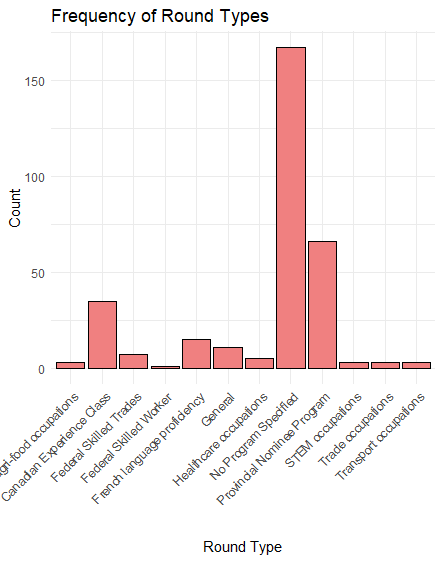 Frequency of Round Types
Count
150
100
50
0
Agri-food occupations
Canadian Experience Class
Federal Skilled Trades
Federal Skilled Worker
French language proficiency
General
Healthcare occupations
No Program Specified
Provincial Nominee Program
STEM occupations
Trade occupations
Transport occupations
Round Type